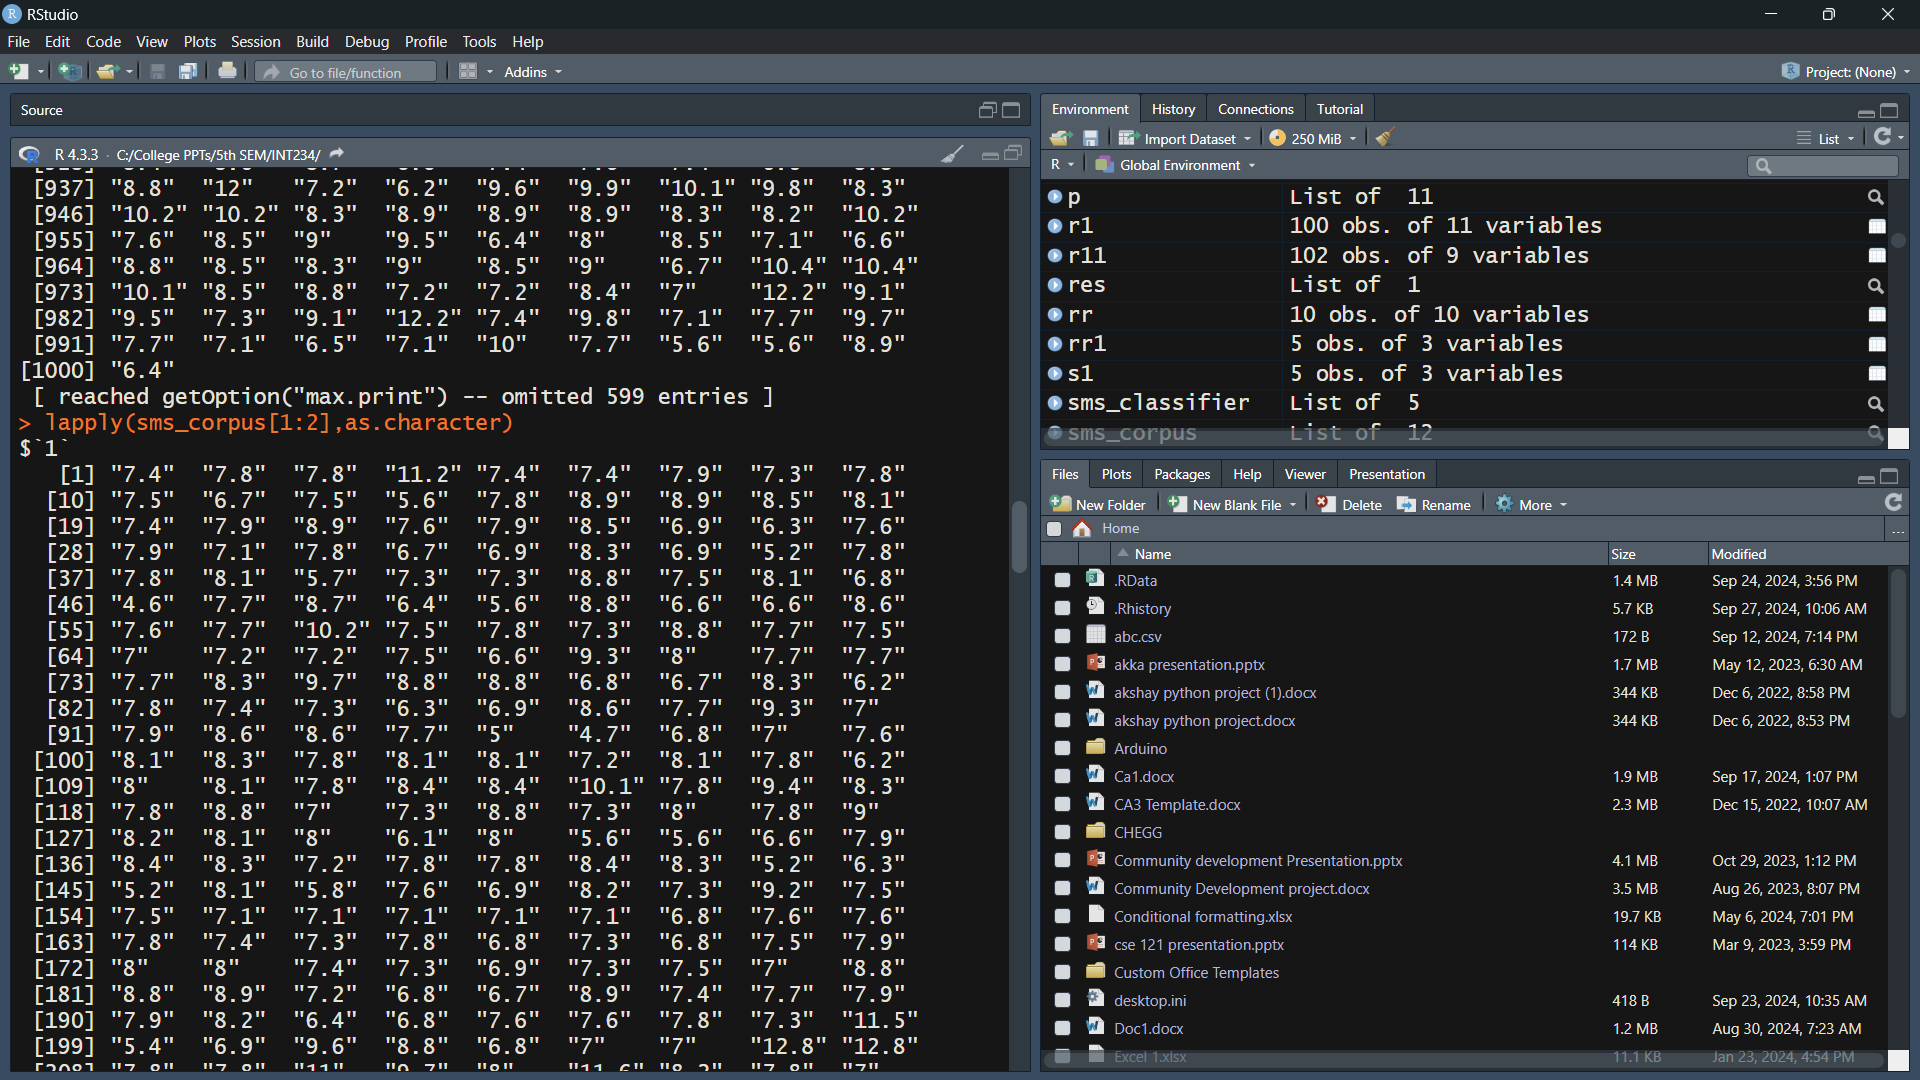 RStudio
File Edit Code View Plots Session Build Debug Profile Tools Help
Go to file/function Addins Project: (None)
Source
R 4.3.3 · C:/College PPTs/5th SEM/INT234/
[937] "8.8" "12" "7.2" "6.2" "9.6" "9.9" "10.1" "9.8" "8.3"
[946] "10.2" "10.2" "8.3" "8.9" "8.9" "8.9" "8.3" "8.2" "10.2"
[955] "7.6" "8.5" "9" "9.5" "6.4" "8" "8.5" "7.1" "6.6"
[964] "8.8" "8.5" "8.3" "9" "8.5" "9" "6.7" "10.4" "10.4"
[973] "10.1" "8.5" "8.8" "7.2" "7.2" "8.4" "7" "12.2" "9.1"
[982] "9.5" "7.3" "9.1" "12.2" "7.4" "9.8" "7.1" "7.7" "9.7"
[991] "7.7" "7.1" "6.5" "7.1" "10" "7.7" "5.6" "5.6" "8.9"
[1000] "6.4"
[ reached getOption("max.print") -- omitted 599 entries ]
> lapply(sms_corpus[1:2],as.character)
$`1`
[1] "7.4" "7.8" "7.8" "11.2" "7.4" "7.4" "7.9" "7.3" "7.8"
[10] "7.5" "6.7" "7.5" "5.6" "7.8" "8.9" "8.9" "8.5" "8.1"
[19] "7.4" "7.9" "8.9" "7.6" "7.9" "8.5" "6.9" "6.3" "7.6"
[28] "7.9" "7.1" "7.8" "6.7" "6.9" "8.3" "6.9" "5.2" "7.8"
[37] "7.8" "8.1" "5.7" "7.3" "7.3" "8.8" "7.5" "8.1" "6.8"
[46] "4.6" "7.7" "8.7" "6.4" "5.6" "8.8" "6.6" "6.6" "8.6"
[55] "7.6" "7.7" "10.2" "7.5" "7.8" "7.3" "8.8" "7.7" "7.5"
[64] "7" "7.2" "7.2" "7.5" "6.6" "9.3" "8" "7.7" "7.7"
[73] "7.7" "8.3" "9.7" "8.8" "8.8" "6.8" "6.7" "8.3" "6.2"
[82] "7.8" "7.4" "7.3" "6.3" "6.9" "8.6" "7.7" "9.3" "7"
[91] "7.9" "8.6" "8.6" "7.7" "5" "4.7" "6.8" "7" "7.6"
[100] "8.1" "8.3" "7.8" "8.1" "8.1" "7.2" "8.1" "7.8" "6.2"
[109] "8" "8.1" "7.8" "8.4" "8.4" "10.1" "7.8" "9.4" "8.3"
[118] "7.8" "8.8" "7" "7.3" "8.8" "7.3" "8" "7.8" "9"
[127] "8.2" "8.1" "8" "6.1" "8" "5.6" "5.6" "6.6" "7.9"
[136] "8.4" "8.3" "7.2" "7.8" "7.8" "8.4" "8.3" "5.2" "6.3"
[145] "5.2" "8.1" "5.8" "7.6" "6.9" "8.2" "7.3" "9.2" "7.5"
[154] "7.5" "7.1" "7.1" "7.1" "7.1" "7.1" "6.8" "7.6" "7.6"
[163] "7.8" "7.4" "7.3" "7.8" "6.8" "7.3" "6.8" "7.5" "7.9"
[172] "8" "8" "7.4" "7.3" "6.9" "7.3" "7.5" "7" "8.8"
[181] "8.8" "8.9" "7.2" "6.8" "6.7" "8.9" "7.4" "7.7" "7.9"
[190] "7.9" "8.2" "6.4" "6.8" "7.6" "7.6" "7.8" "7.3" "11.5"
[199] "5.4" "6.9" "9.6" "8.8" "6.8" "7" "7" "12.8" "12.8"
Environment History Connections Tutorial
Import Dataset 250 MiB List
R Global Environment
p List of 11
r1 100 obs. of 11 variables
r11 102 obs. of 9 variables
res List of 1
rr 10 obs. of 10 variables
rr1 5 obs. of 3 variables
s1 5 obs. of 3 variables
sms_classifier List of 5
sms_corpus List of 12
Files Plots Packages Help Viewer Presentation
New Folder New Blank File Delete Rename More
Home ...
Name Size Modified
.RData 1.4 MB Sep 24, 2024, 3:56 PM
.Rhistory 5.7 KB Sep 27, 2024, 10:06 AM
abc.csv 172 B Sep 12, 2024, 7:14 PM
akka presentation.pptx 1.7 MB May 12, 2023, 6:30 AM
akshay python project (1).docx 344 KB Dec 6, 2022, 8:58 PM
akshay python project.docx 344 KB Dec 6, 2022, 8:53 PM
Arduino
Ca1.docx 1.9 MB Sep 17, 2024, 1:07 PM
CA3 Template.docx 2.3 MB Dec 15, 2022, 10:07 AM
CHEGG
Community development Presentation.pptx 4.1 MB Oct 29, 2023, 1:12 PM
Community Development project.docx 3.5 MB Aug 26, 2023, 8:07 PM
Conditional formatting.xlsx 19.7 KB May 6, 2024, 7:01 PM
cse 121 presentation.pptx 114 KB Mar 9, 2023, 3:59 PM
Custom Office Templates
desktop.ini 418 B Sep 23, 2024, 10:35 AM
Doc1.docx 1.2 MB Aug 30, 2024, 7:23 AM
Excel 1.xlsx 11.1 KB Jan 23, 2024, 4:54 PM